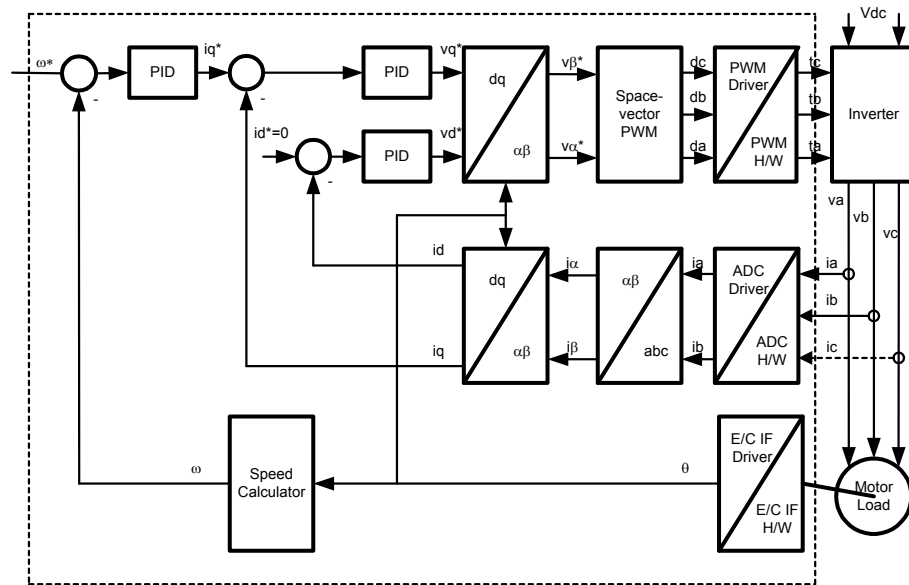 Vdc
ω*
PID
iq*
-
PID
vq*
dq
αβ
vβ*
vα*
Space-
vector
PWM
dc
db
da
PWM
Driver
PWM
H/W
tc
tb
ta
Inverter
id*=0
-
PID
vd*
va
vb
vc
id
iq
dq
αβ
iα
iβ
αβ
abc
ia
ib
ADC
Driver
ADC
H/W
ia
ib
ic
-
ω
Speed
Calculator
θ
E/C IF
Driver
E/C IF
H/W
Motor
Load